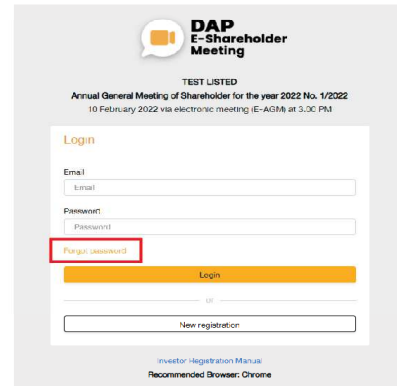 DAP
E-Shareholder
Meeting
TEST LISTED
Annual General Meeting of Shareholder for the year 2022 No. 1/2022
10 February 2022 via electronic meeting (E-AGM) at 3.00 PM
Login
Email
Email
Password
Password
Forgot password
Login
or
New registration
Investor Registration Manual
Recommended Browser: Chrome